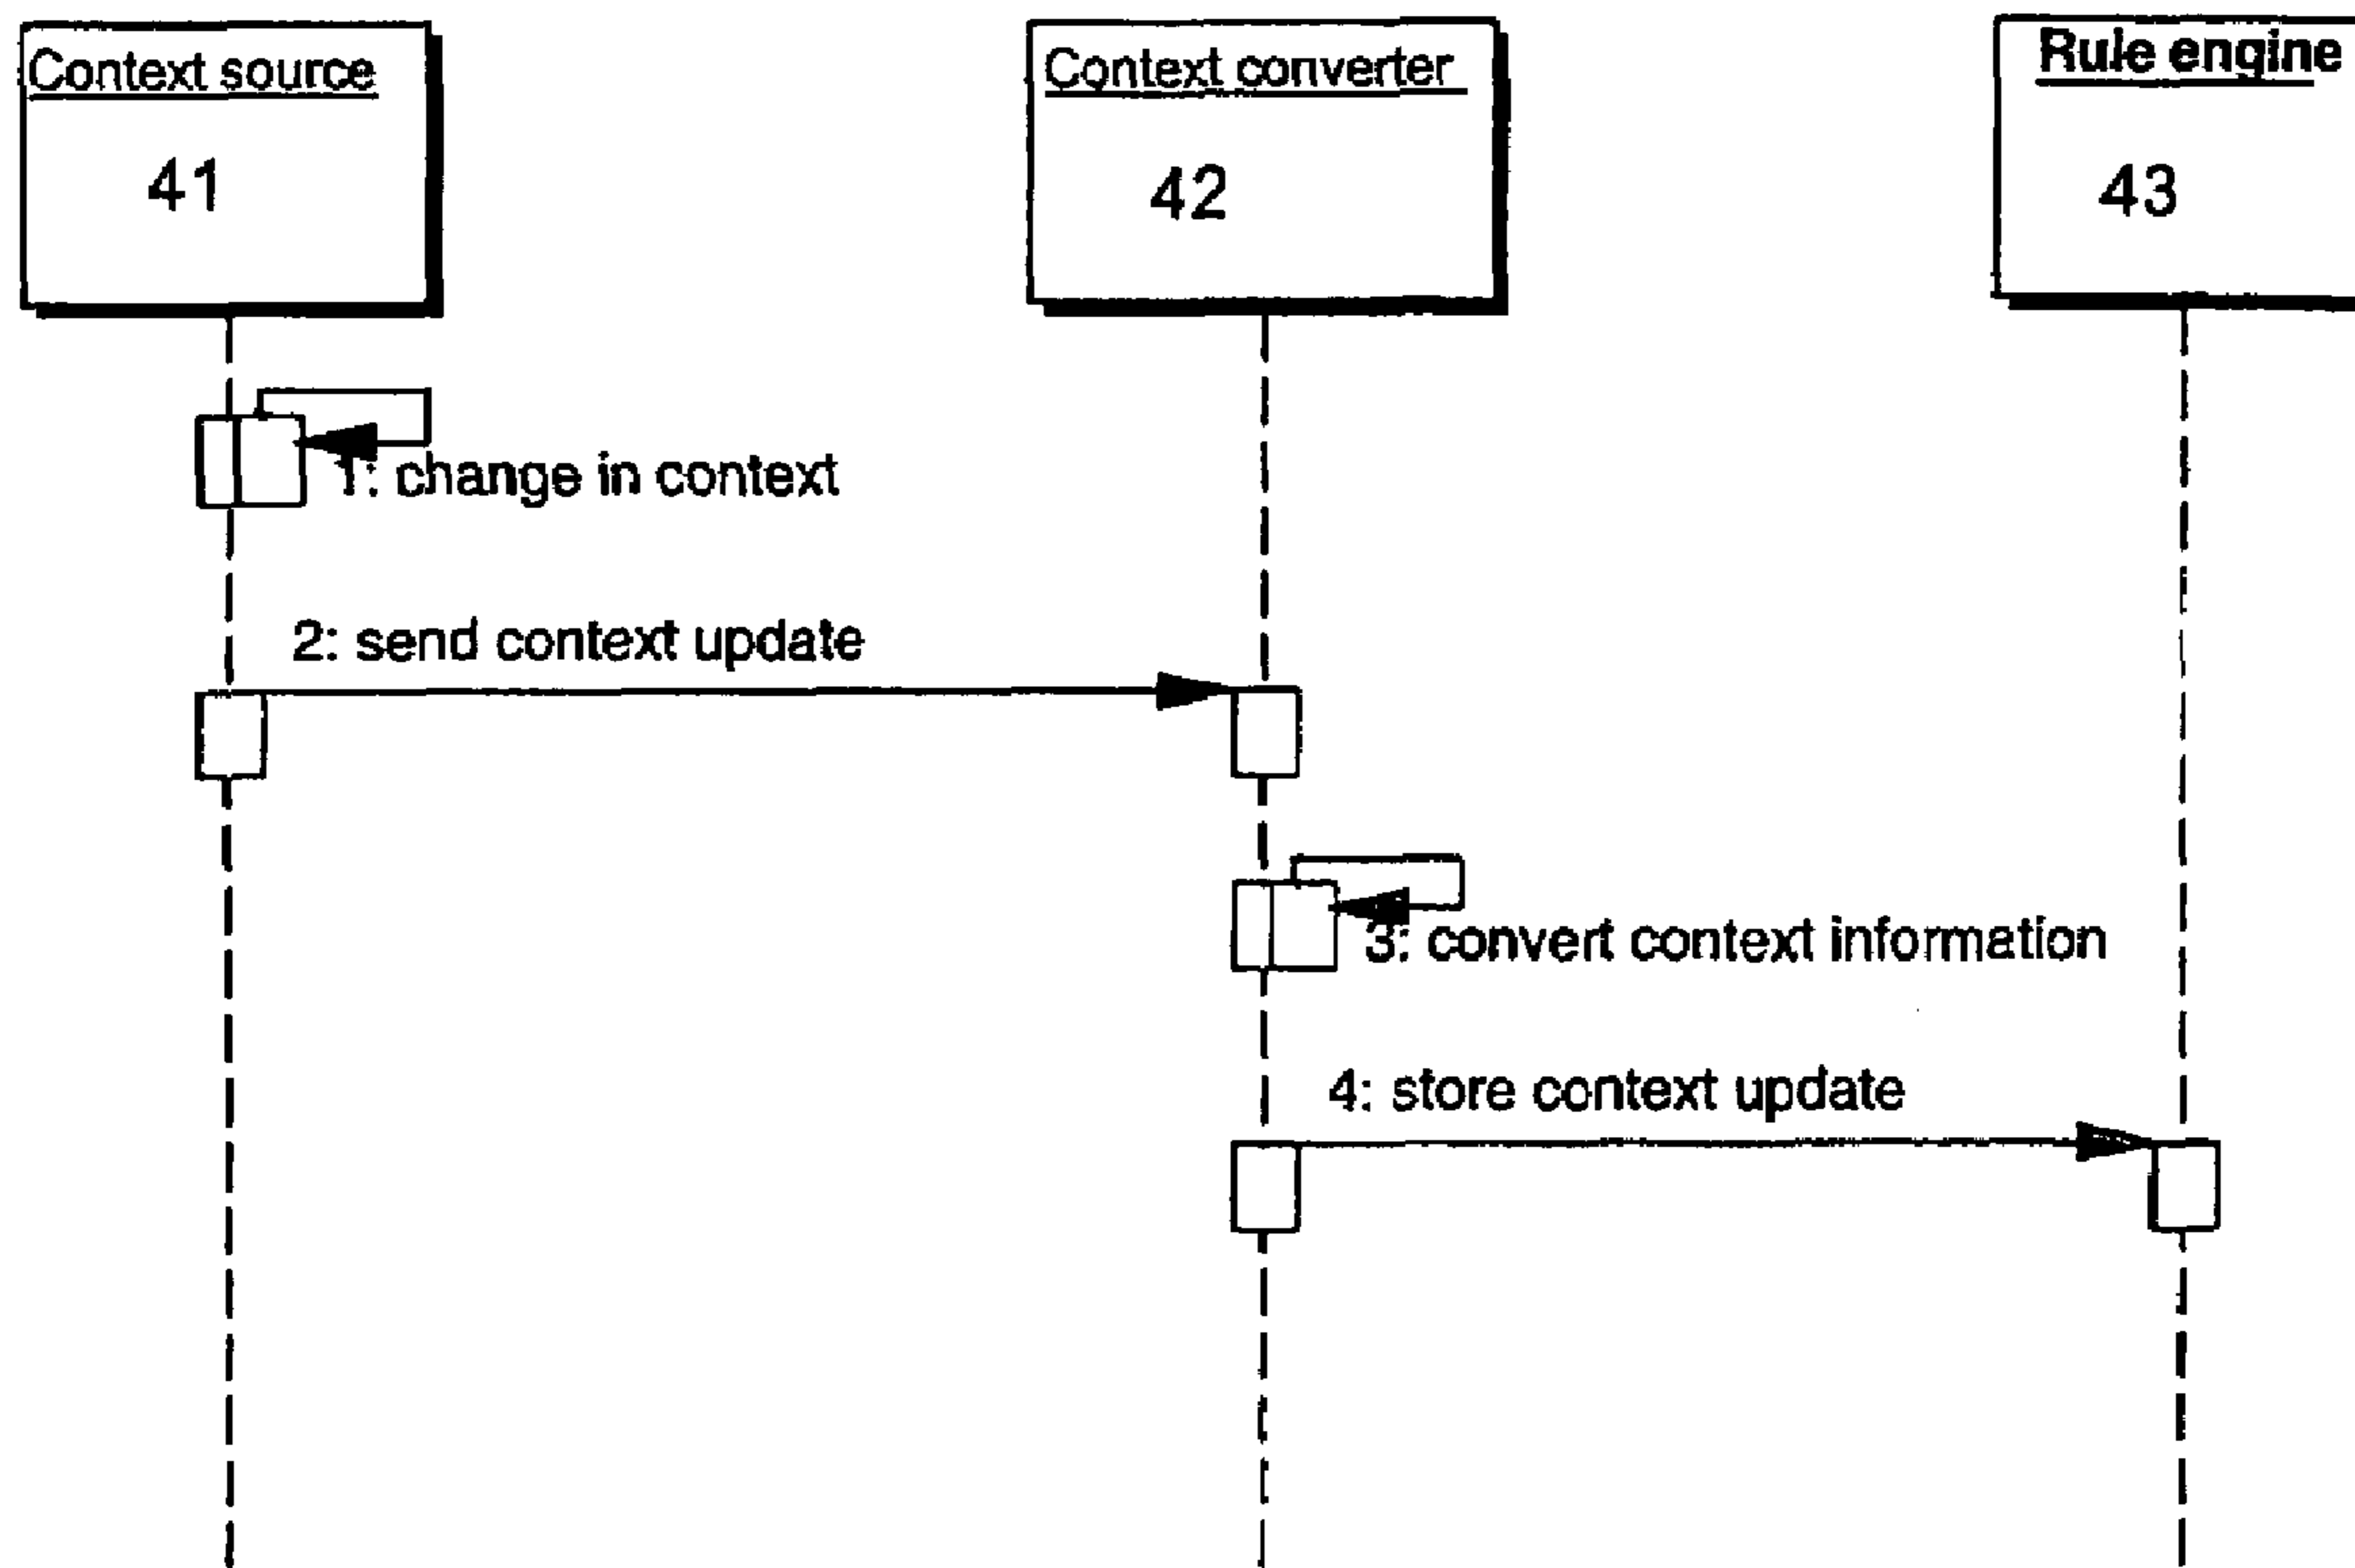 Context source
Context converter
Rule engine
41
42
43
1: change in context
2: send context update
3: convert context information
4: store context update